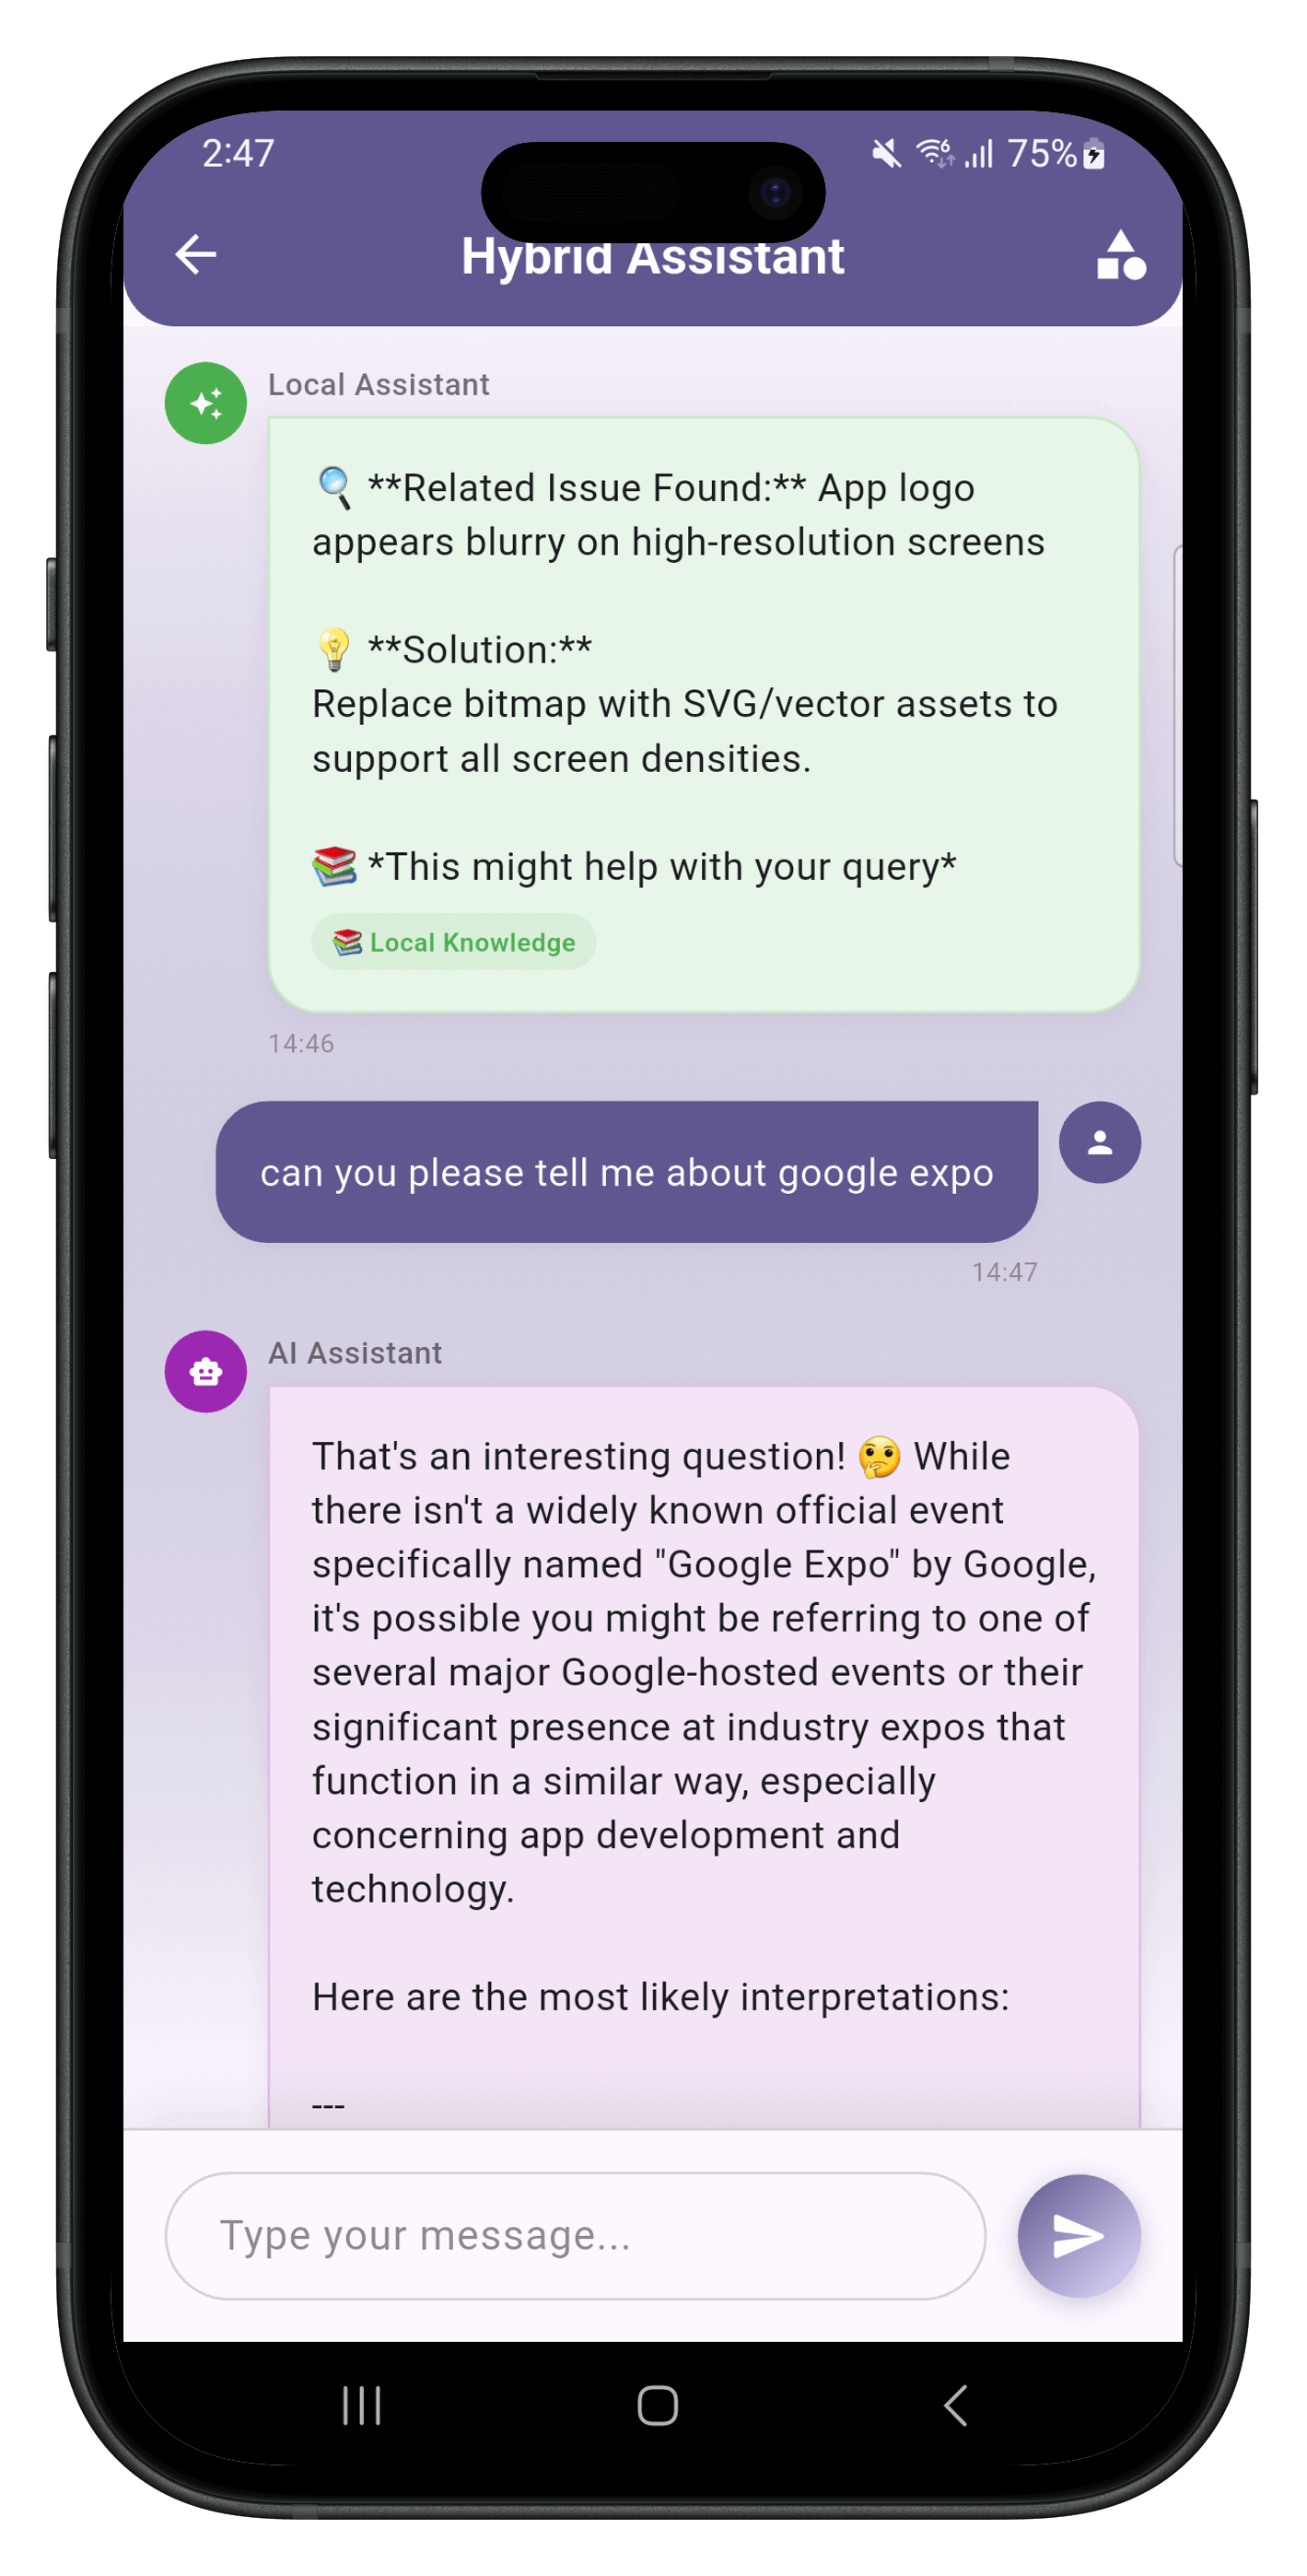 2:47
6
75%
Hybrid Assistant
Local Assistant
🔍 **Related Issue Found:** App logo
appears blurry on high-resolution screens
💡 **Solution:**
Replace bitmap with SVG/vector assets to
support all screen densities.
📚 *This might help with your query*
📚 Local Knowledge
14:46
can you please tell me about google expo
14:47
AI Assistant
That's an interesting question! 🤔 While
there isn't a widely known official event
specifically named "Google Expo" by Google,
it's possible you might be referring to one of
several major Google-hosted events or their
significant presence at industry expos that
function in a similar way, especially
concerning app development and
technology.
Here are the most likely interpretations:
---
Type your message...